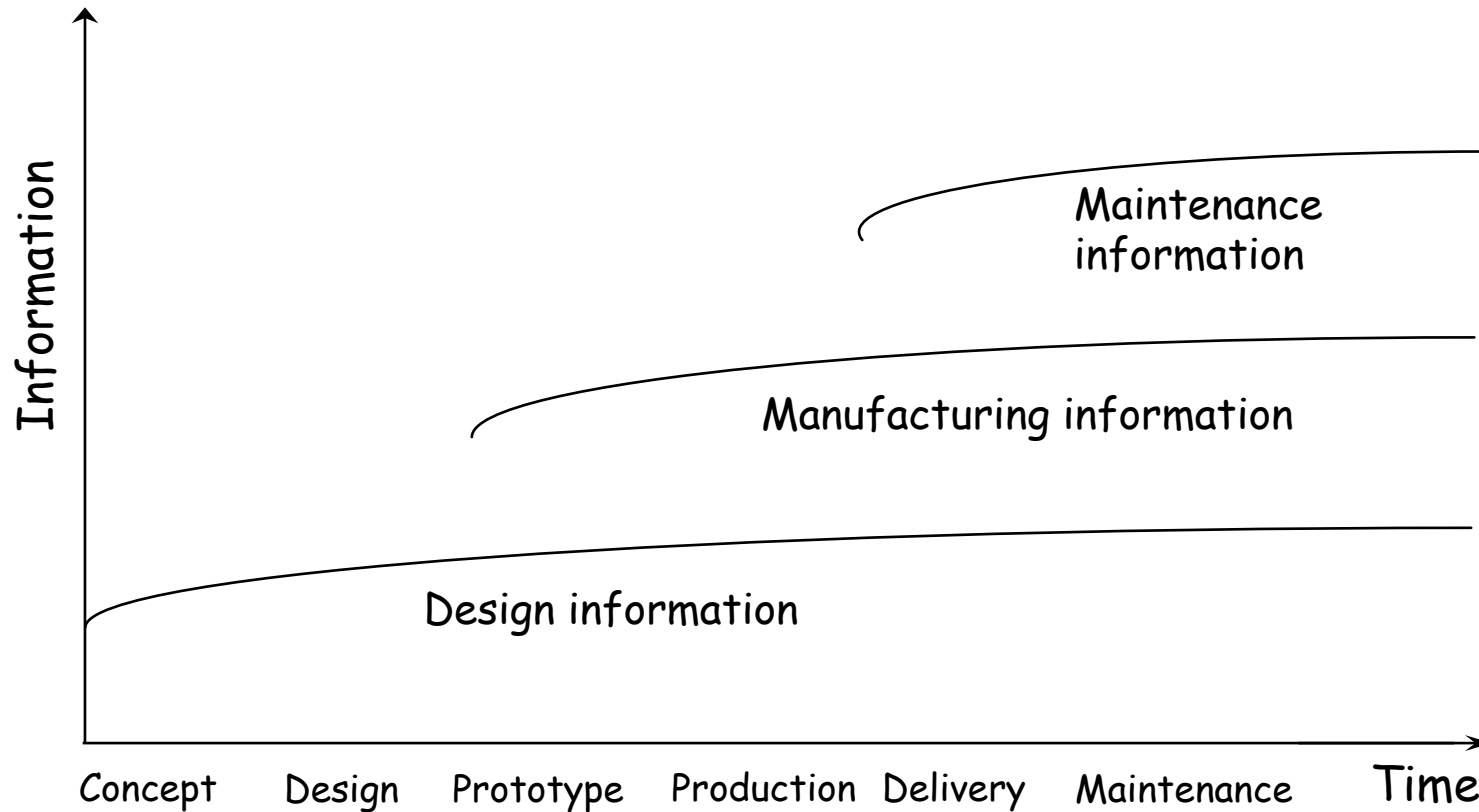 Information
Maintenance
information
Manufacturing information
Design information
Concept Design Prototype Production Delivery Maintenance Time